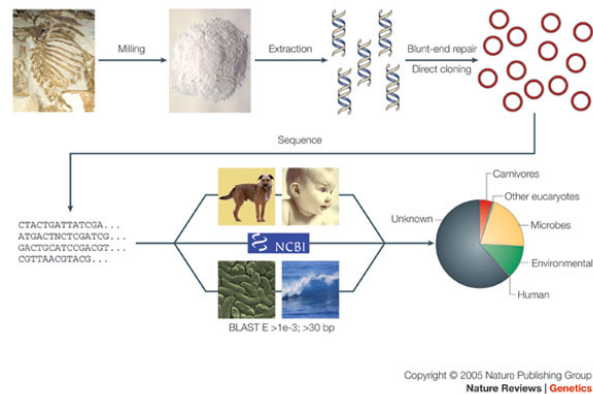 Milling
Extraction
Blunt-end repair
Direct cloning
Sequence
CTACTGATTATCGA...
ATGACTNCTCGATCG...
GACTGCATCCGACGT...
CGTTAACGTACG...
NCBI
BLAST E >1e-3; >30 bp
Carnivores
Other eucaryotes
Unknown
Microbes
Environmental
Human
Copyright © 2005 Nature Publishing Group
Nature Reviews | Genetics